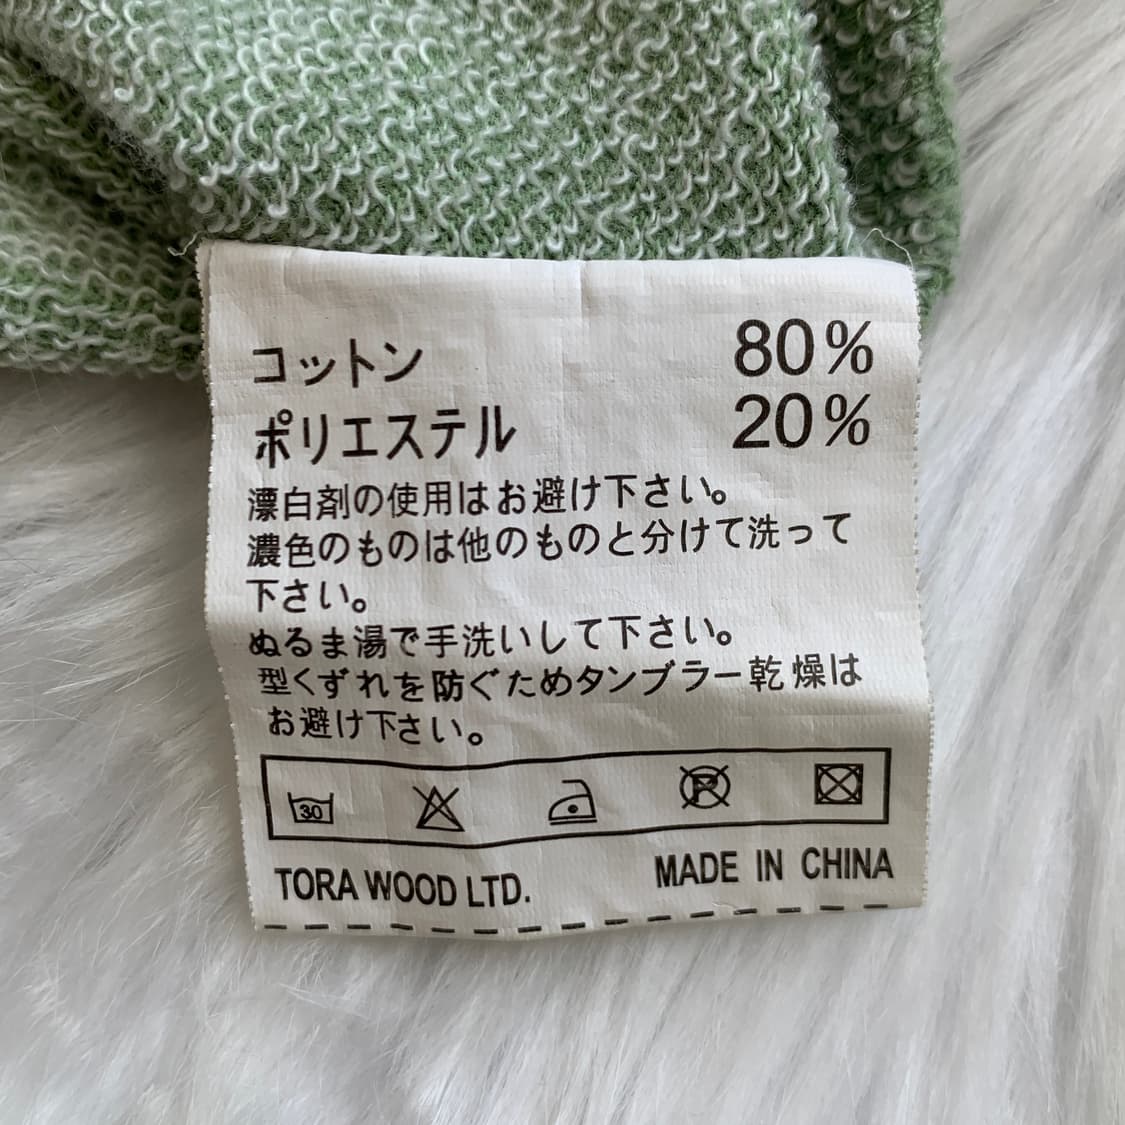 コットン 80%
ポリエステル 20%
漂白剤の使用はお避け下さい。
濃色のものは他のものと分けて洗って
下さい。
ぬるま湯で手洗いして下さい。
型くずれを防ぐためタンブラー乾燥は
お避け下さい。
30 P
TORA WOOD LTD. MADE IN CHINA